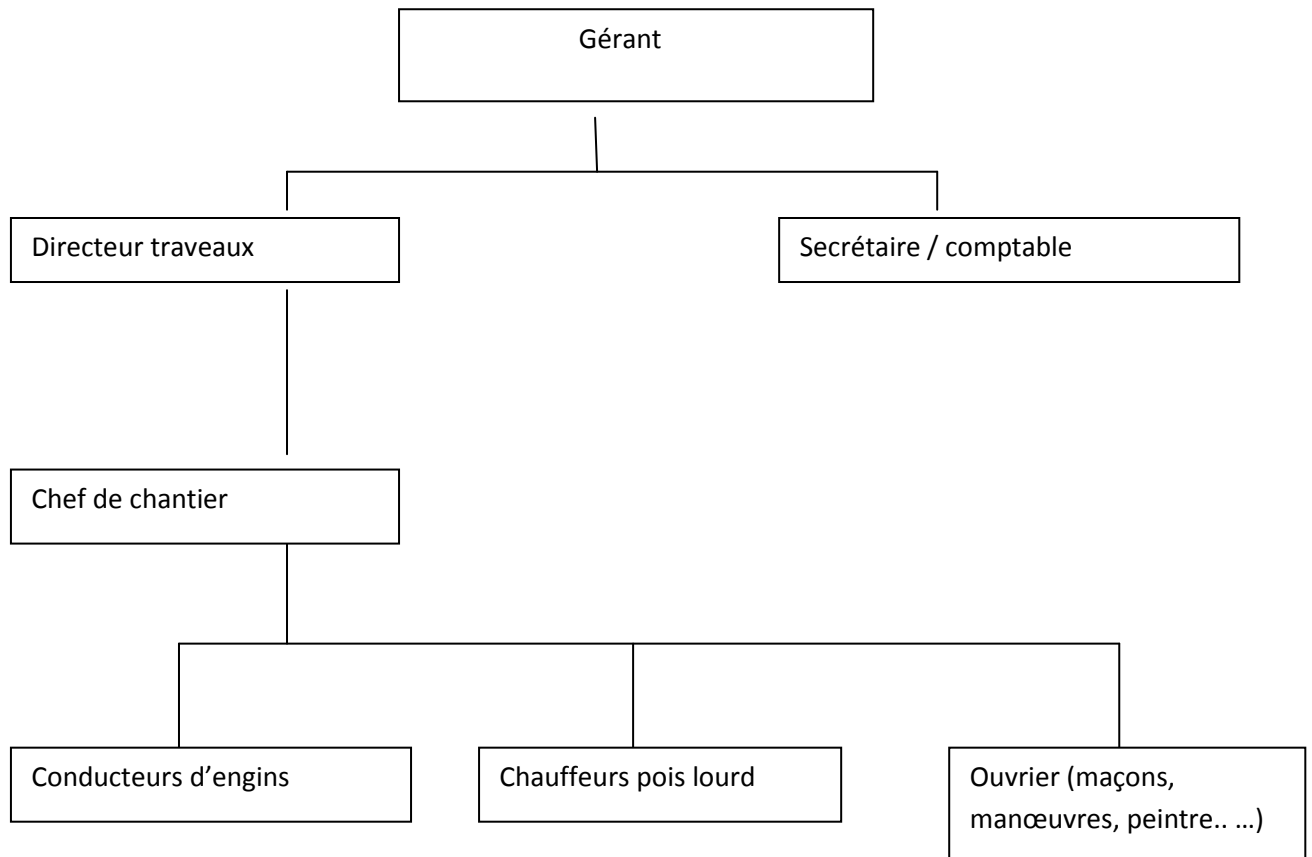 Gérant
Directeur traveaux
Secrétaire / comptable
Chef de chantier
Conducteurs d’engins
Chauffeurs pois lourd
Ouvrier (maçons,
manœuvres, peintre.. …)